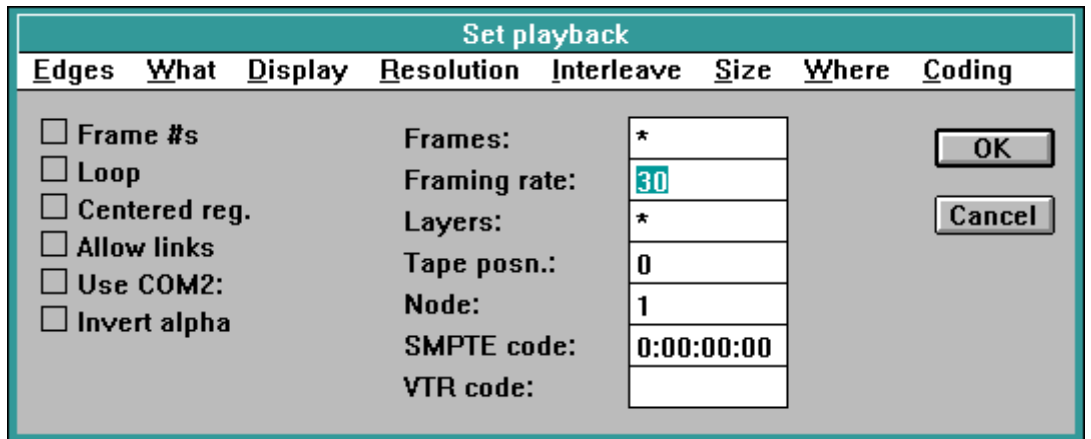 Set playback
Edges What Display Resolution Interleave Size Where Coding
Frame #s
Loop
Centered reg.
Allow links
Use COM2:
Invert alpha
Frames: *
Framing rate: 30
Layers: *
Tape posn.: 0
Node: 1
SMPTE code: 0:00:00:00
VTR code:
OK
Cancel